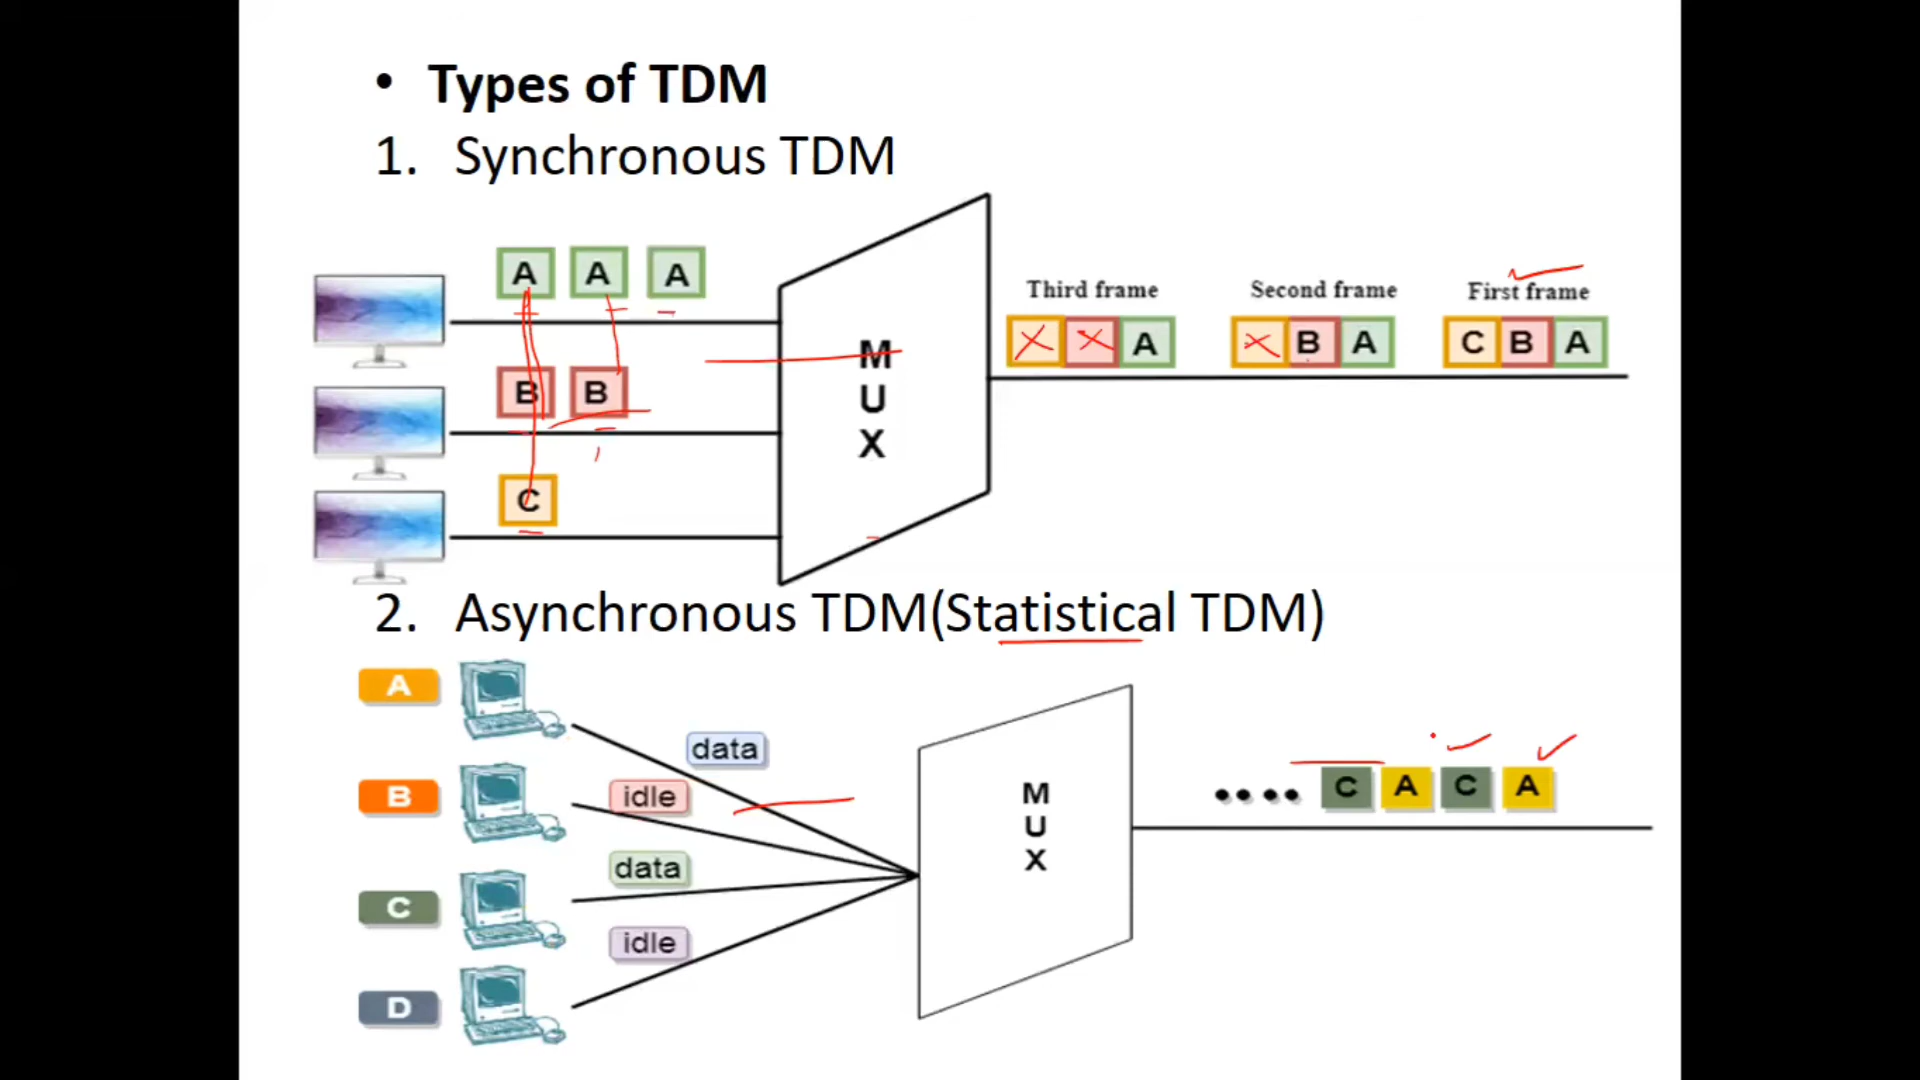 • Types of TDM
1. Synchronous TDM
A A A
B B
C
M
U
X
Third frame Second frame First frame
A B A C B A
2. Asynchronous TDM(Statistical TDM)
A
B
C
D
data
idle
data
idle
M
U
X
•••• C A C A